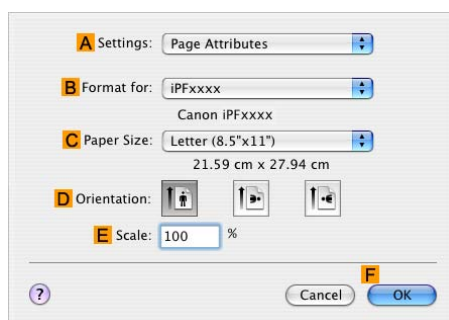 A Settings: Page Attributes
B Format for: iPFxxxx
Canon iPFxxxx
C Paper Size: Letter (8.5"x11")
21.59 cm x 27.94 cm
D Orientation:
E Scale: 100 %
F
? Cancel OK